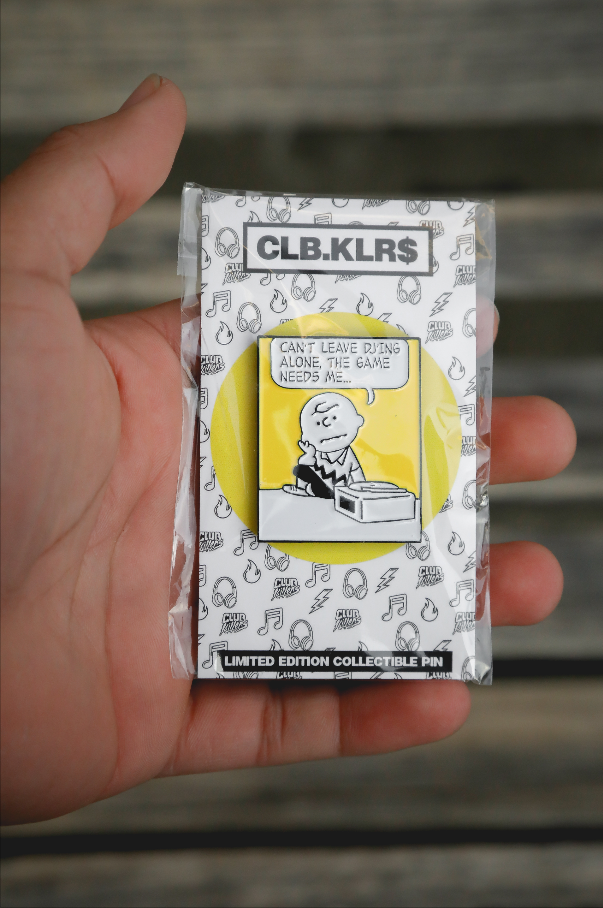 CLB.KLR$
CAN'T LEAVE DJ'ING
ALONE, THE GAME
NEEDS ME...
LIMITED EDITION COLLECTIBLE PIN